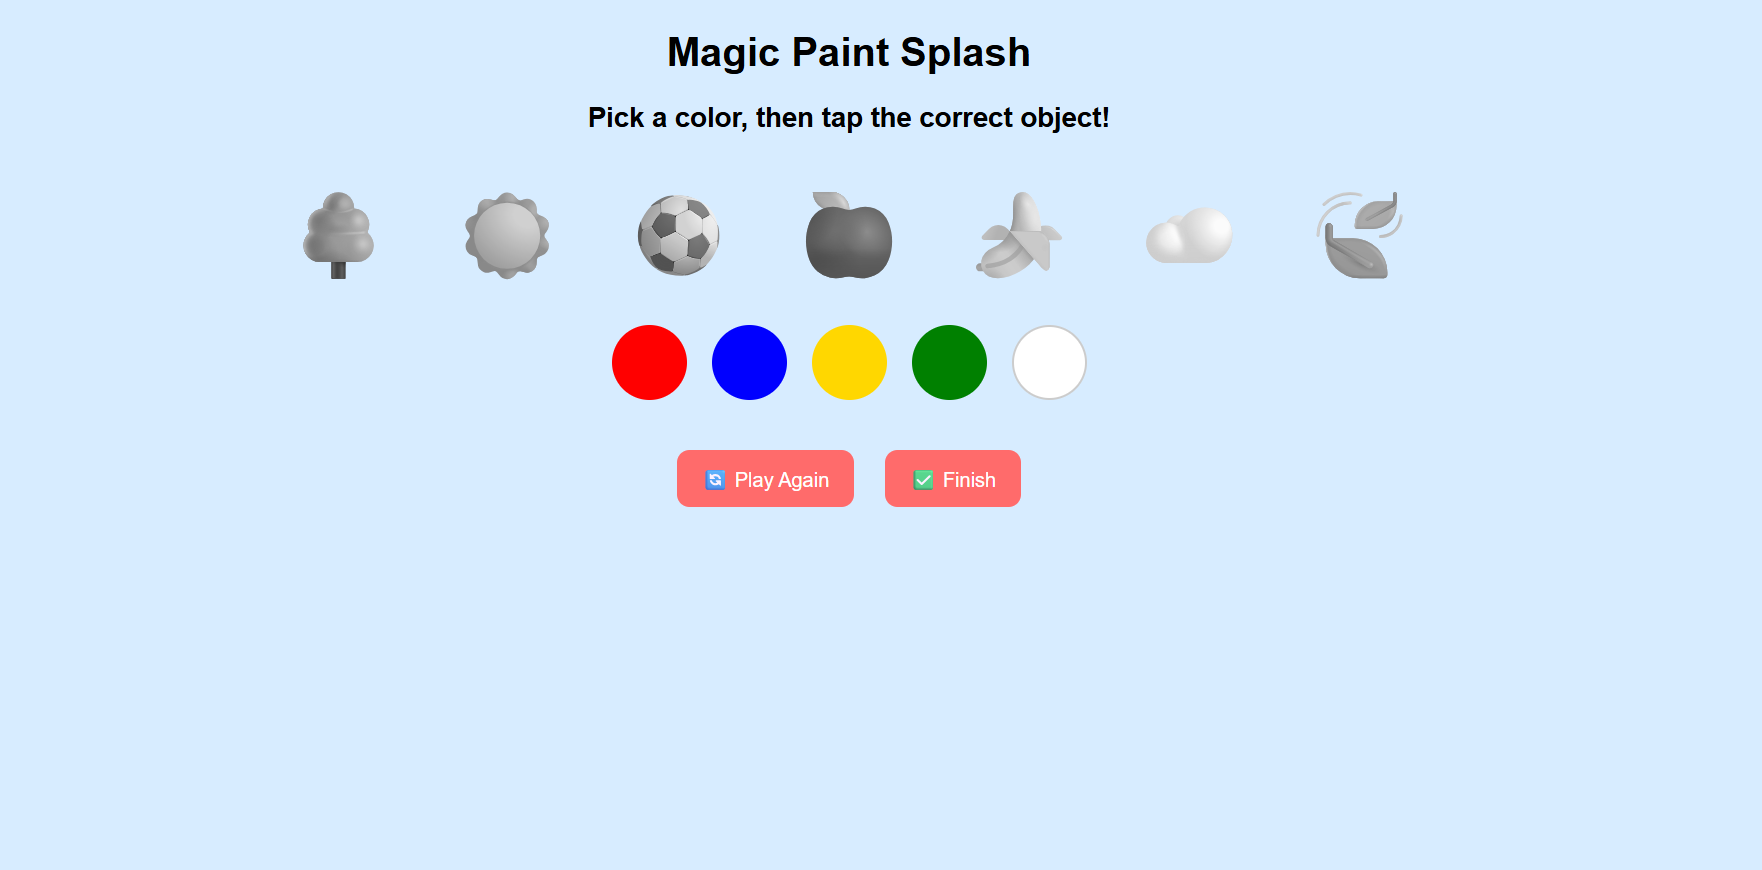 Magic Paint Splash
Pick a color, then tap the correct object!
Play Again
Finish